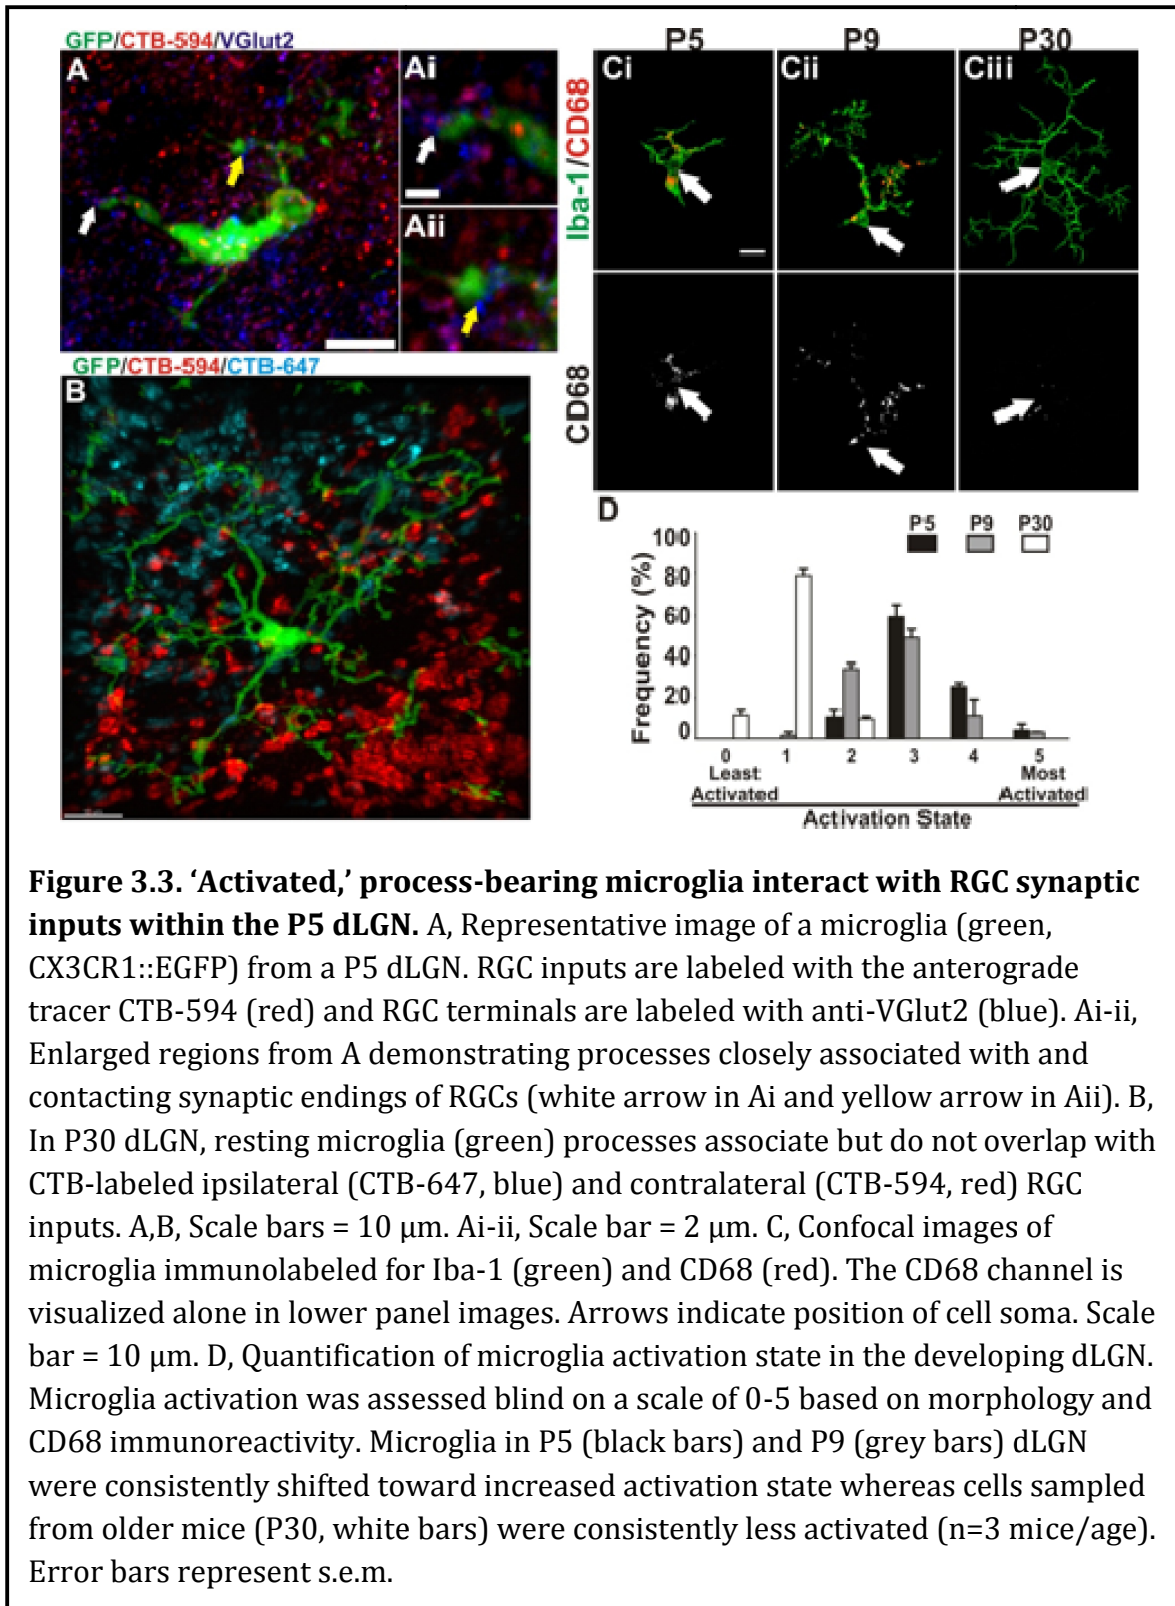 GFP/CTB-594/VGlut2
A
Ai
Aii
GFP/CTB-594/CTB-647
B
P5 P9 P30
Iba-1/CD68
Ci Cii Ciii
CD68
D
P5 P9 P30
Frequency (%)
100
80
60
40
20
0
0 1 2 3 4 5
Least Most
Activated Activated
Activation State
Figure 3.3. ‘Activated,’ process-bearing microglia interact with RGC synaptic
inputs within the P5 dLGN. A, Representative image of a microglia (green,
CX3CR1::EGFP) from a P5 dLGN. RGC inputs are labeled with the anterograde
tracer CTB-594 (red) and RGC terminals are labeled with anti-VGlut2 (blue). Ai-ii,
Enlarged regions from A demonstrating processes closely associated with and
contacting synaptic endings of RGCs (white arrow in Ai and yellow arrow in Aii). B,
In P30 dLGN, resting microglia (green) processes associate but do not overlap with
CTB-labeled ipsilateral (CTB-647, blue) and contralateral (CTB-594, red) RGC
inputs. A,B, Scale bars = 10 μm. Ai-ii, Scale bar = 2 μm. C, Confocal images of
microglia immunolabeled for Iba-1 (green) and CD68 (red). The CD68 channel is
visualized alone in lower panel images. Arrows indicate position of cell soma. Scale
bar = 10 μm. D, Quantification of microglia activation state in the developing dLGN.
Microglia activation was assessed blind on a scale of 0-5 based on morphology and
CD68 immunoreactivity. Microglia in P5 (black bars) and P9 (grey bars) dLGN
were consistently shifted toward increased activation state whereas cells sampled
from older mice (P30, white bars) were consistently less activated (n=3 mice/age).
Error bars represent s.e.m.